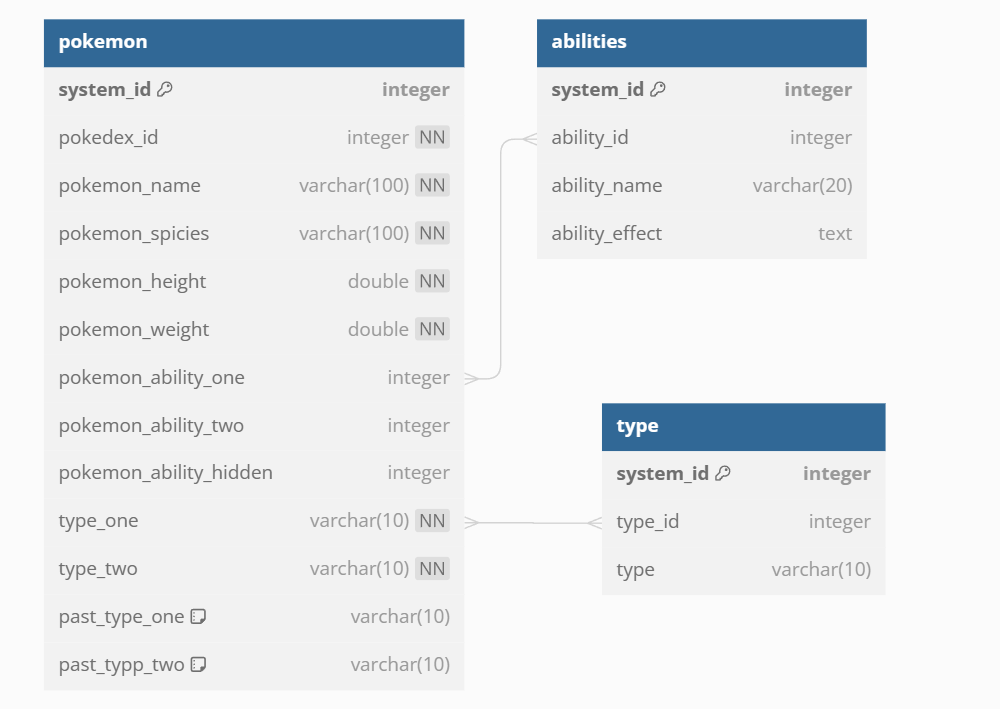 pokemon
system_id integer
pokedex_id integer NN
pokemon_name varchar(100) NN
pokemon_spicies varchar(100) NN
pokemon_height double NN
pokemon_weight double NN
pokemon_ability_one integer
pokemon_ability_two integer
pokemon_ability_hidden integer
type_one varchar(10) NN
type_two varchar(10) NN
past_type_one varchar(10)
past_typp_two varchar(10)
abilities
system_id integer
ability_id integer
ability_name varchar(20)
ability_effect text
type
system_id integer
type_id integer
type varchar(10)